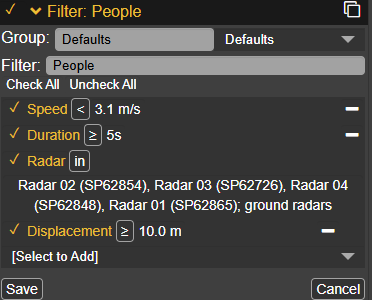 ✓ Filter: People
Group: Defaults Defaults
Filter: People
Check All Uncheck All
✓ Speed < 3.1 m/s
✓ Duration ≥ 5s
✓ Radar in
Radar 02 (SP62854), Radar 03 (SP62726), Radar 04
(SP62848), Radar 01 (SP62865); ground radars
✓ Displacement ≥ 10.0 m
[Select to Add]
Save Cancel